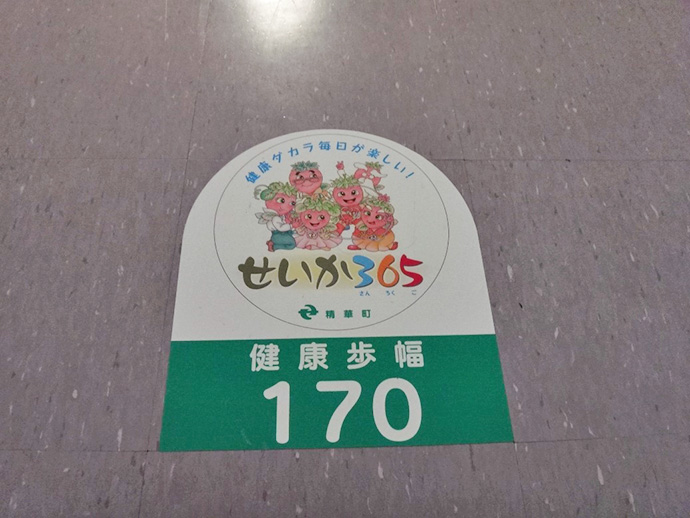 健康ダカラ毎日が楽しい!
せいか365
さん ろく ご
精華町
健康歩幅
170